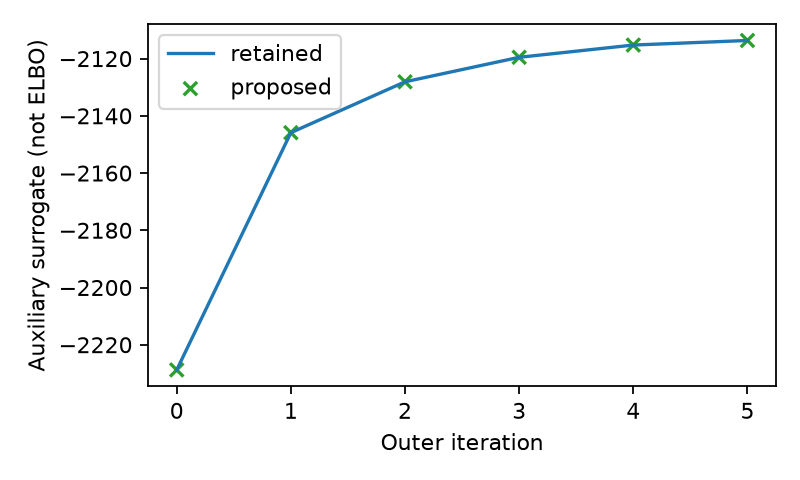 retained
proposed
Auxiliary surrogate (not ELBO)
−2120
−2140
−2160
−2180
−2200
−2220
0 1 2 3 4 5
Outer iteration